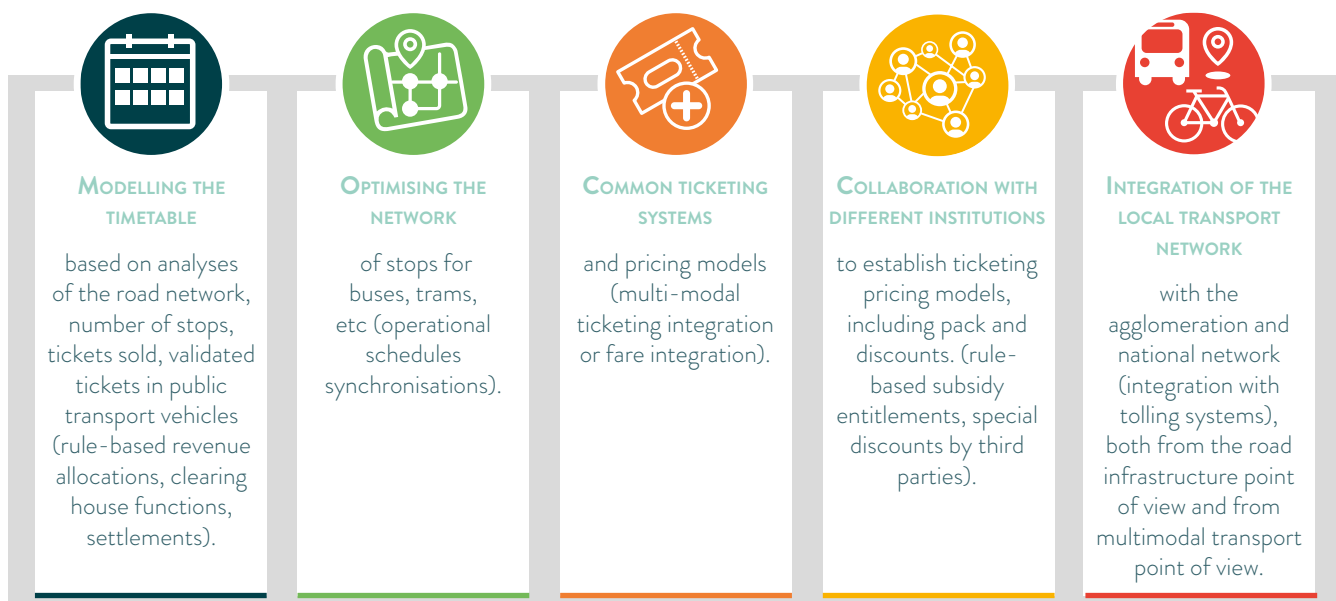 MODELLING THE
TIMETABLE
based on analyses
of the road network,
number of stops,
tickets sold, validated
tickets in public
transport vehicles
(rule-based revenue
allocations, clearing
house functions,
settlements).
OPTIMISING THE
NETWORK
of stops for
buses, trams,
etc (operational
schedules
synchronisations).
COMMON TICKETING
SYSTEMS
and pricing models
(multi-modal
ticketing integration
or fare integration).
COLLABORATION WITH
DIFFERENT INSTITUTIONS
to establish ticketing
pricing models,
including pack and
discounts. (rule-
based subsidy
entitlements, special
discounts by third
parties).
INTEGRATION OF THE
LOCAL TRANSPORT
NETWORK
with the
agglomeration and
national network
(integration with
tolling systems),
both from the road
infrastructure point
of view and from
multimodal transport
point of view.